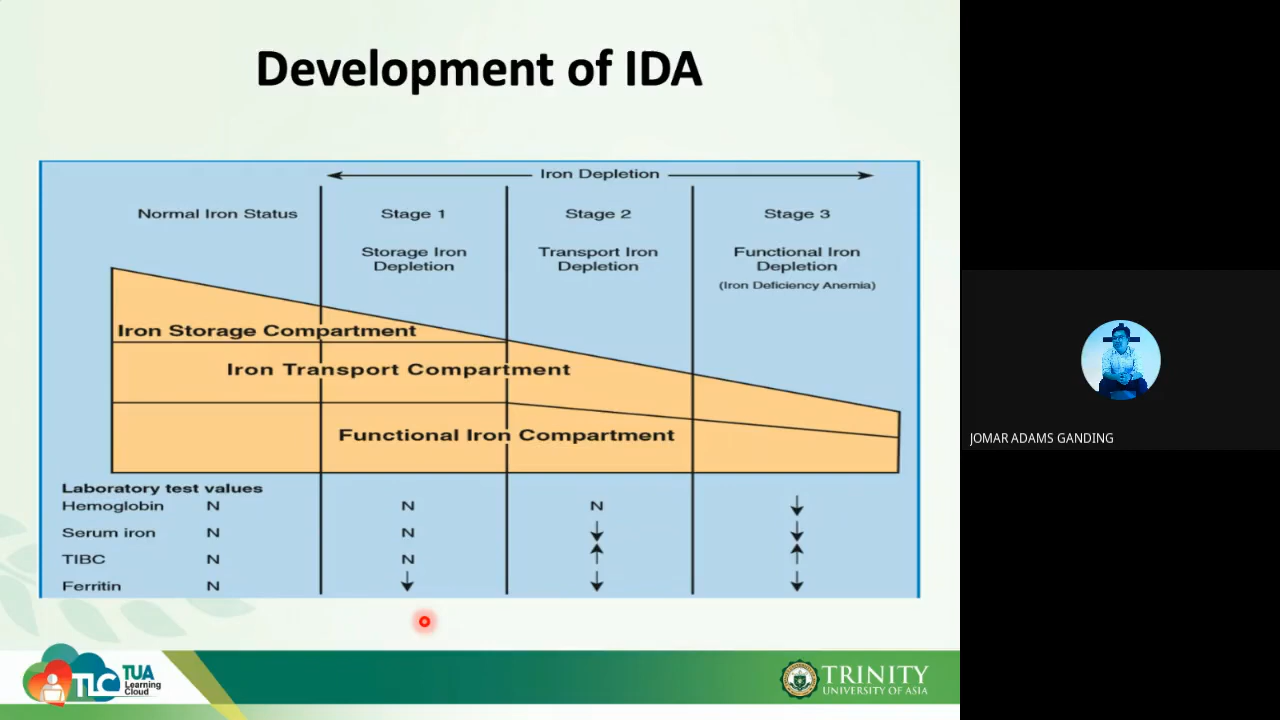 Development of IDA
Iron Depletion
Normal Iron Status
Stage 1
Stage 2
Stage 3
Storage Iron
Depletion
Transport Iron
Depletion
Functional Iron
Depletion
(Iron Deficiency Anemia)
Iron Storage Compartment
Iron Transport Compartment
Functional Iron Compartment
Laboratory test values
Hemoglobin N N N ↓
Serum iron N N ↓ ↓
TIBC N N ↑ ↑
Ferritin N ↓ ↓ ↓
TLC
TUA
Learning
Cloud
TRINITY
UNIVERSITY OF ASIA
JOMAR ADAMS GANDING